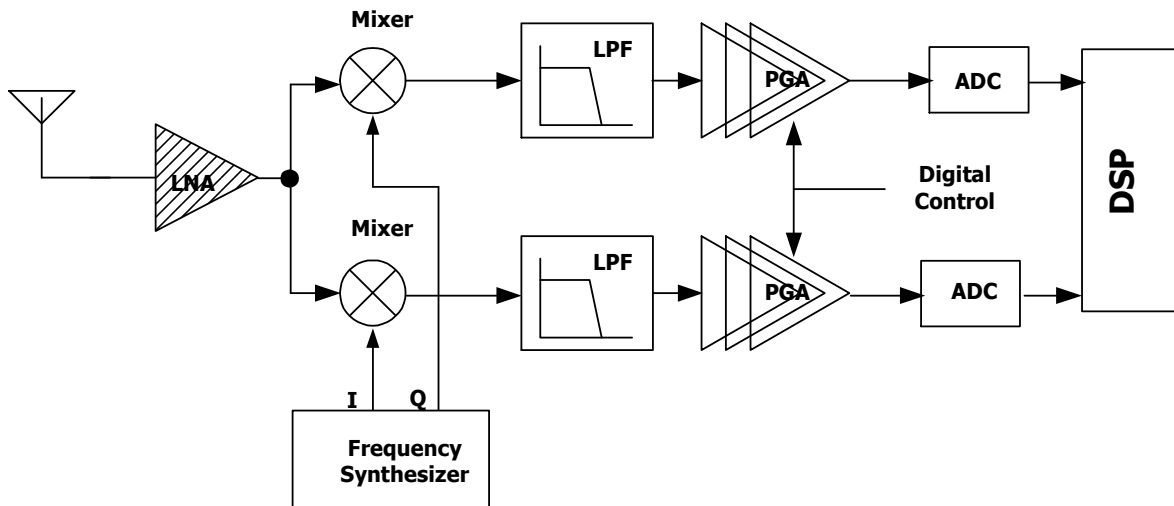 Mixer
LPF
PGA
ADC
LNA
Digital
Control
DSP
Mixer
LPF
PGA
ADC
I
Q
Frequency
Synthesizer